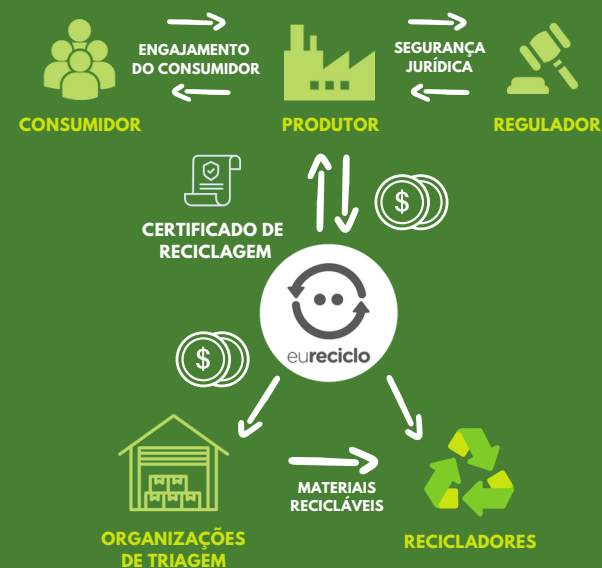 ENGAJAMENTO
DO CONSUMIDOR
SEGURANÇA
JURÍDICA
CONSUMIDOR
PRODUTOR
REGULADOR
$
CERTIFICADO DE
RECICLAGEM
eureciclo
$
MATERIAIS
RECICLÁVEIS
ORGANIZAÇÕES
DE TRIAGEM
RECICLADORES